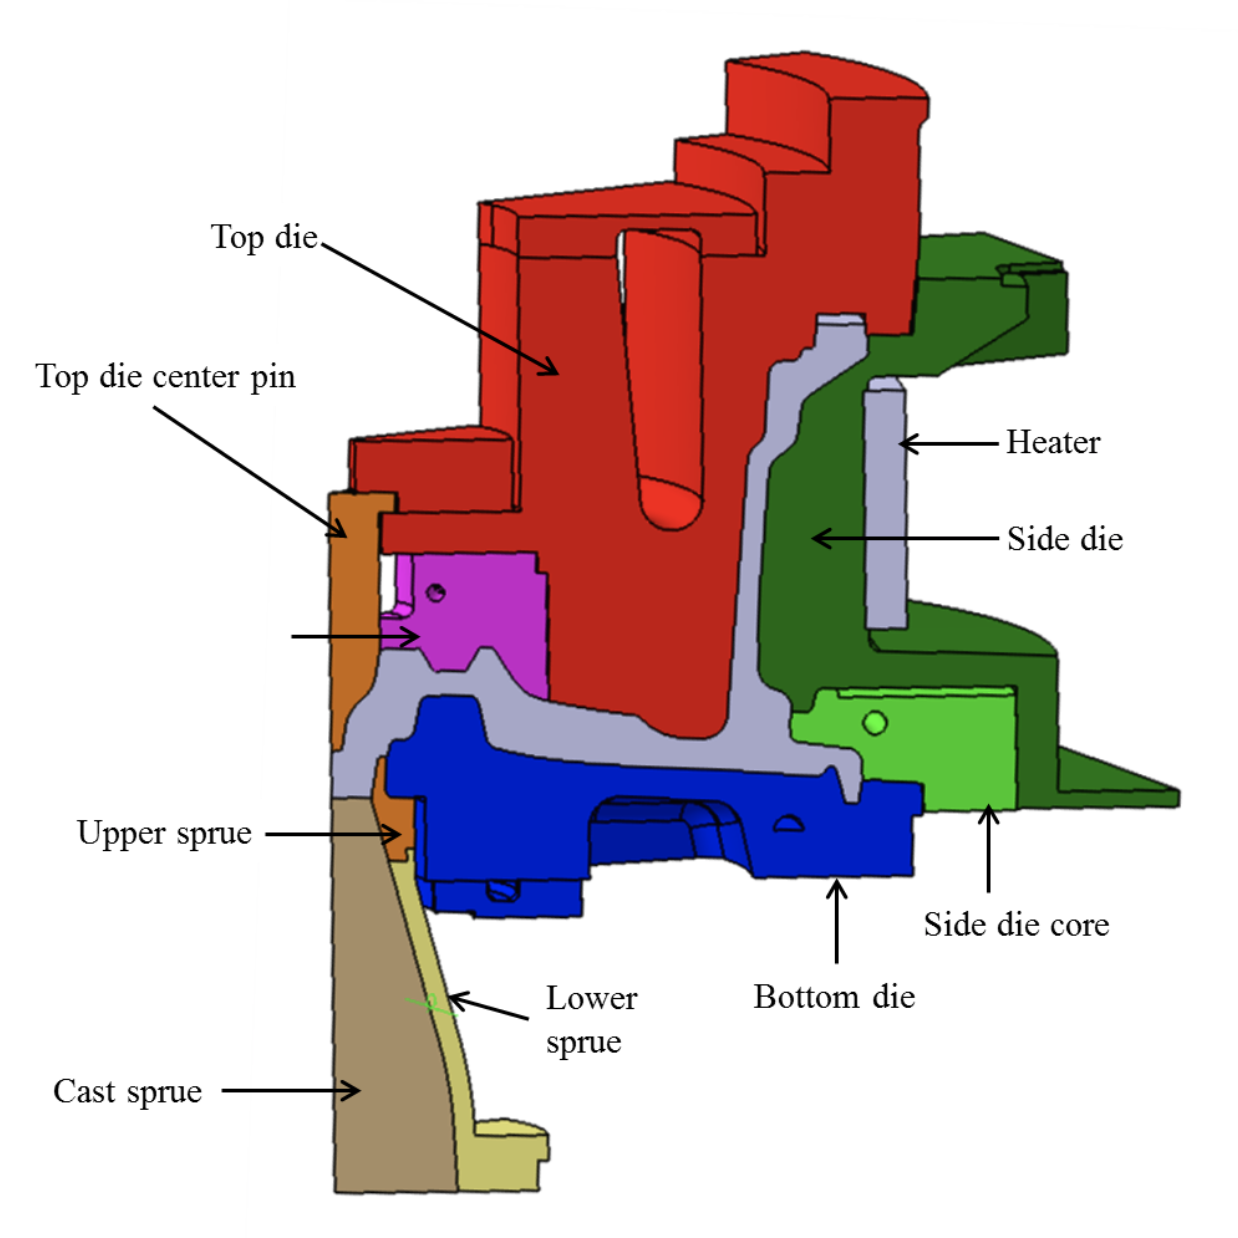 Top die
Top die center pin
Heater
Side die
Upper sprue
Side die core
Lower
sprue
Bottom die
Cast sprue